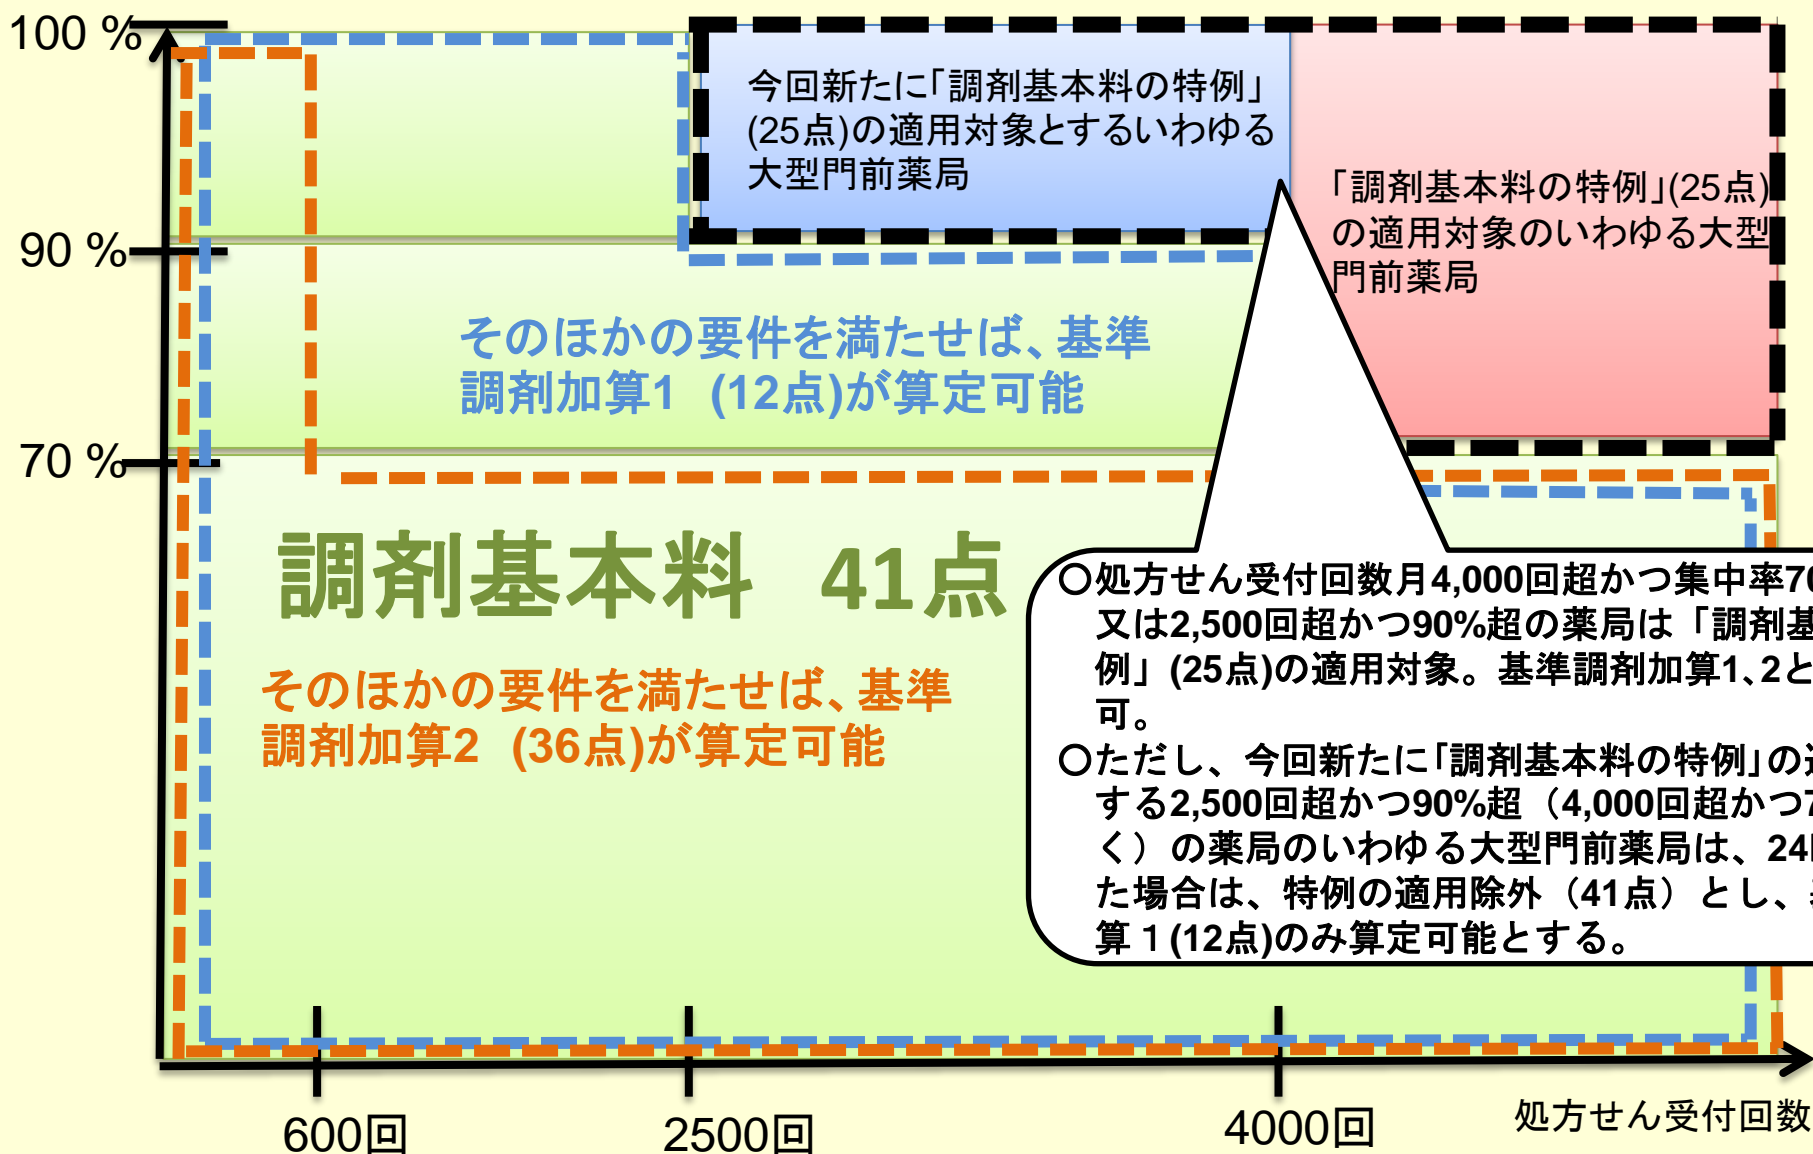 100 %
今回新たに「調剤基本料の特例」
(25点)の適用対象とするいわゆる
大型門前薬局
「調剤基本料の特例」(25点)
の適用対象のいわゆる大型
門前薬局
90 %
そのほかの要件を満たせば、基準
調剤加算1 (12点)が算定可能
70 %
調剤基本料 41点
そのほかの要件を満たせば、基準
調剤加算2 (36点)が算定可能
○処方せん受付回数月4,000回超かつ集中率7
又は2,500回超かつ90%超の薬局は「調剤基
例」(25点)の適用対象。基準調剤加算1、2と
可。
○ただし、今回新たに「調剤基本料の特例」の
する2,500回超かつ90%超（4,000回超かつ
く）の薬局のいわゆる大型門前薬局は、24
た場合は、特例の適用除外（41点）とし、
算１(12点)のみ算定可能とする。
600回
2500回
4000回
処方せん受付回数